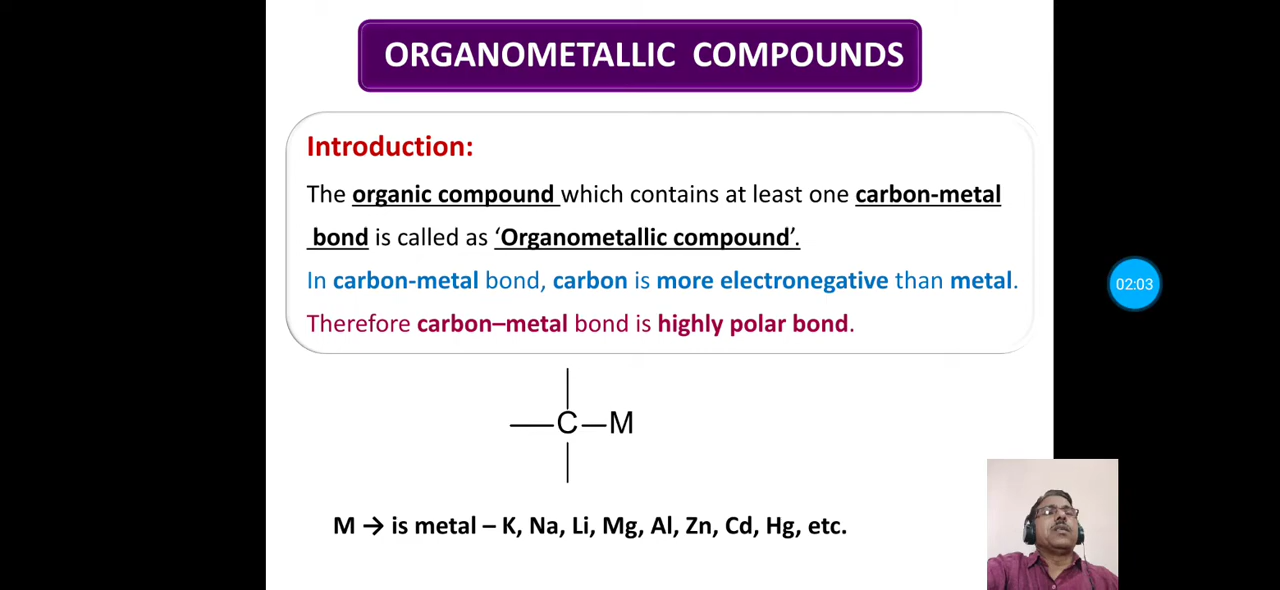 ORGANOMETALLIC COMPOUNDS
Introduction:
The organic compound which contains at least one carbon-metal
bond is called as ‘Organometallic compound’.
In carbon-metal bond, carbon is more electronegative than metal.
Therefore carbon–metal bond is highly polar bond.
02:03
C M
M → is metal – K, Na, Li, Mg, Al, Zn, Cd, Hg, etc.